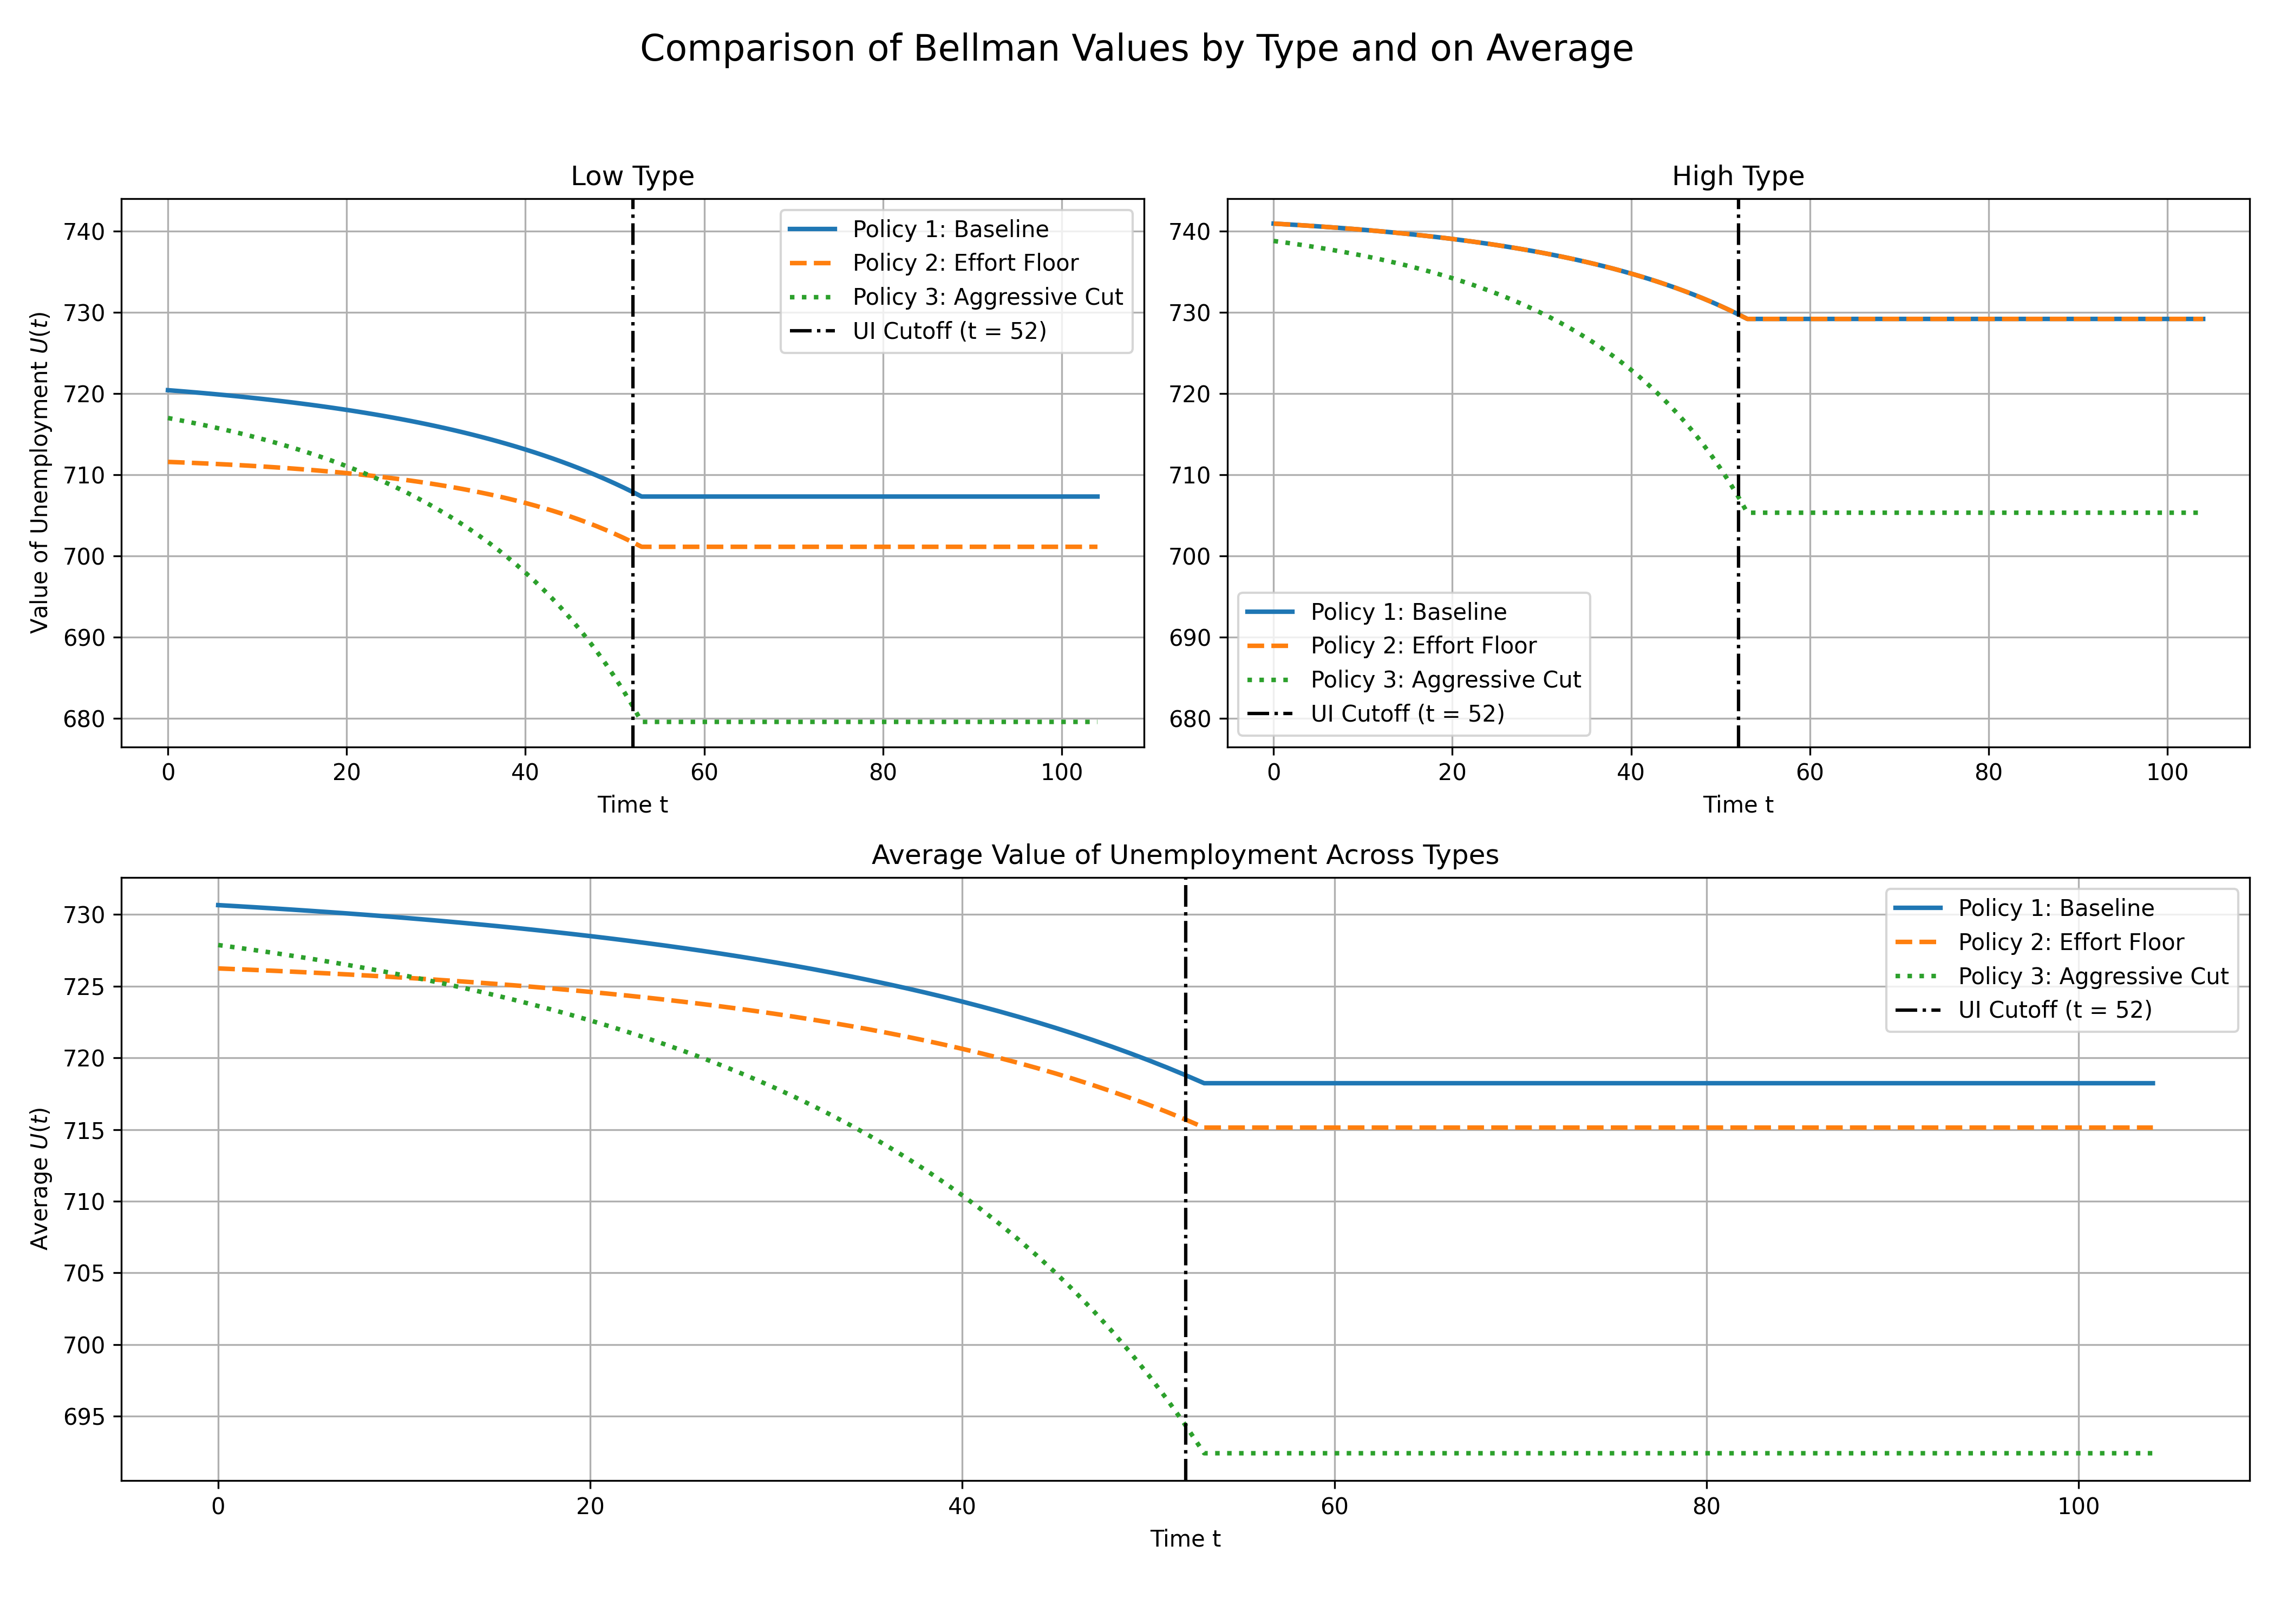 Comparison of Bellman Values by Type and on Average
Low Type
Value of Unemployment U(t)
740
730
720
710
700
690
680
Policy 1: Baseline
Policy 2: Effort Floor
Policy 3: Aggressive Cut
UI Cutoff (t = 52)
0 20 40 60 80 100
Time t
High Type
740
730
720
710
700
690
680
Policy 1: Baseline
Policy 2: Effort Floor
Policy 3: Aggressive Cut
UI Cutoff (t = 52)
0 20 40 60 80 100
Time t
Average Value of Unemployment Across Types
Average U(t)
730
725
720
715
710
705
700
695
Policy 1: Baseline
Policy 2: Effort Floor
Policy 3: Aggressive Cut
UI Cutoff (t = 52)
0 20 40 60 80 100
Time t